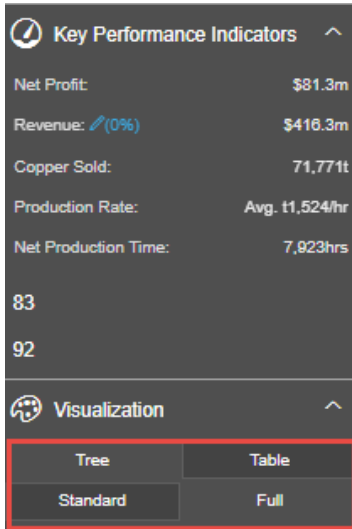 Key Performance Indicators
Net Profit: $81.3m
Revenue: (0%) $416.3m
Copper Sold: 71,771t
Production Rate: Avg. t1,524/hr
Net Production Time: 7,923hrs
83
92
Visualization
Tree Table
Standard Full